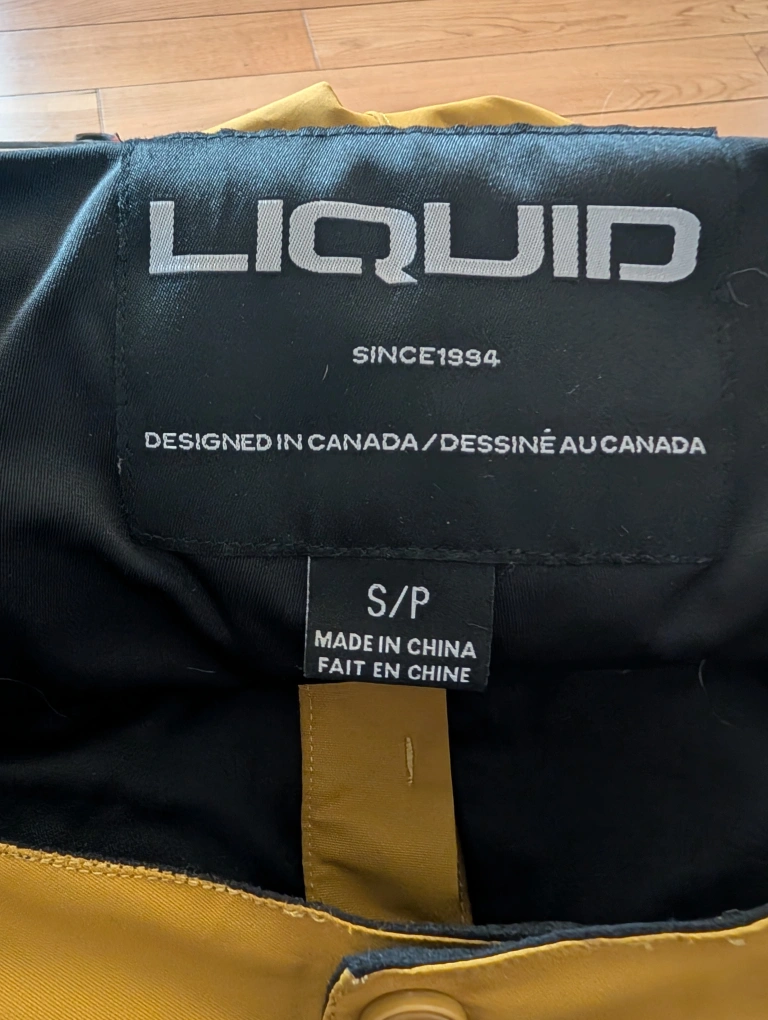 LIQUID
SINCE1994
DESIGNED IN CANADA/DESSINÉ AU CANADA
S/P
MADE IN CHINA
FAIT EN CHINE